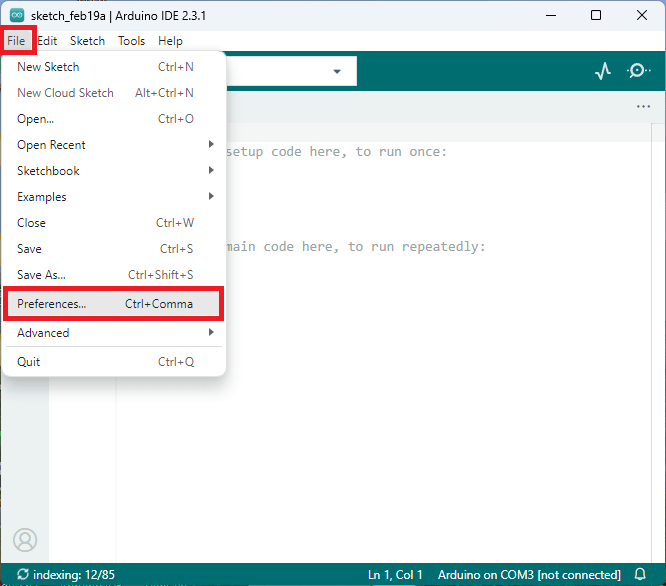 sketch_feb19a | Arduino IDE 2.3.1
File Edit Sketch Tools Help
New Sketch Ctrl+N
New Cloud Sketch Alt+Ctrl+N
Open... Ctrl+O
Open Recent
Sketchbook
Examples
Close Ctrl+W
Save Ctrl+S
Save As... Ctrl+Shift+S
Preferences... Ctrl+Comma
Advanced
Quit Ctrl+Q
setup code here, to run once:
main code here, to run repeatedly:
indexing: 12/85
Ln 1, Col 1 Arduino on COM3 [not connected]